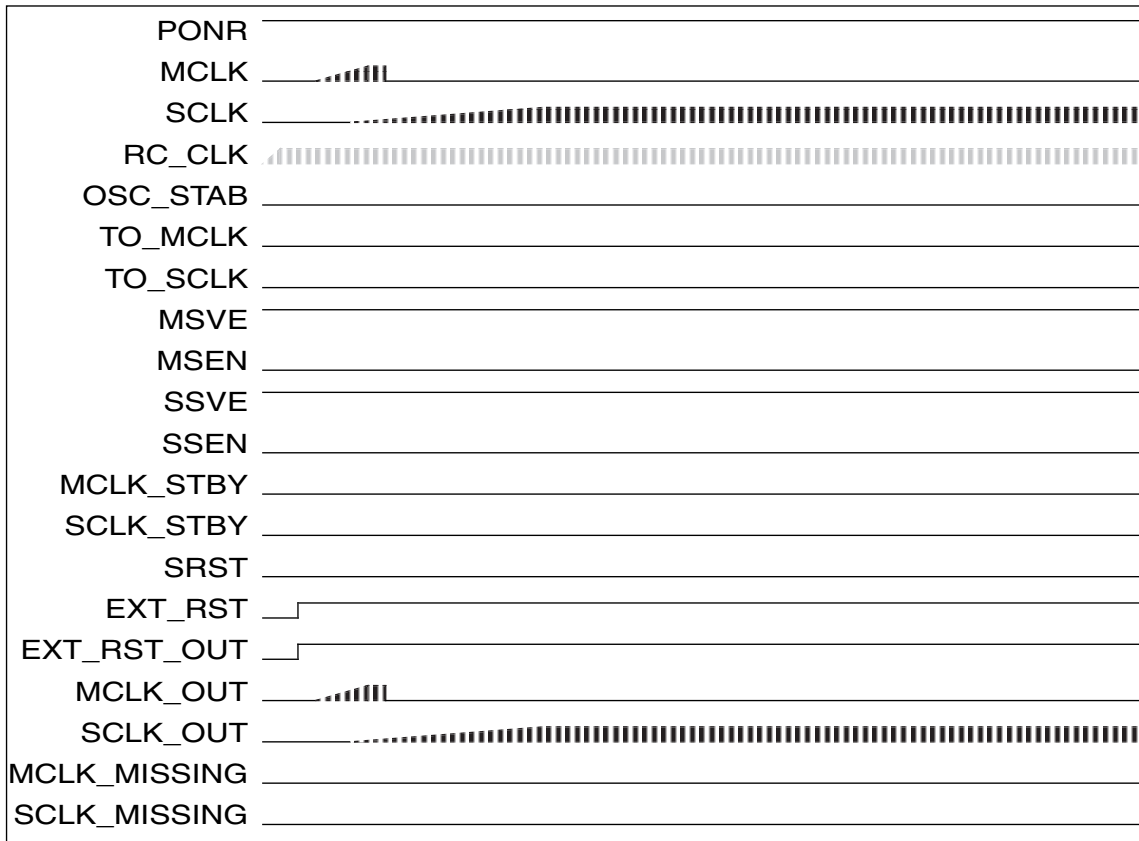 PONR
MCLK
SCLK
RC_CLK
OSC_STAB
TO_MCLK
TO_SCLK
MSVE
MSEN
SSVE
SSEN
MCLK_STBY
SCLK_STBY
SRST
EXT_RST
EXT_RST_OUT
MCLK_OUT
SCLK_OUT
MCLK_MISSING
SCLK_MISSING